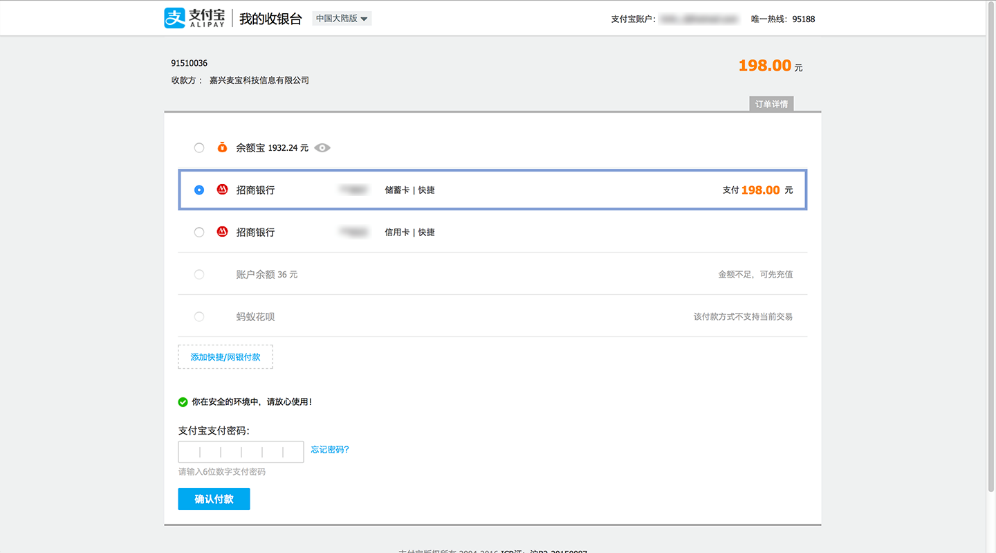 支付宝 ALIPAY 我的收银台 中国大陆版 支付宝账户： 唯一热线：95188
91510036
198.00 元
收款方： 嘉兴麦宝科技信息有限公司
订单详情
余额宝 1932.24 元
招商银行 储蓄卡 | 快捷 支付 198.00 元
招商银行 信用卡 | 快捷
账户余额 36 元 金额不足，可先充值
蚂蚁花呗 该付款方式不支持当前交易
添加快捷/网银付款
你在安全的环境中，请放心使用！
支付宝支付密码：
忘记密码?
请输入6位数字支付密码
确认付款